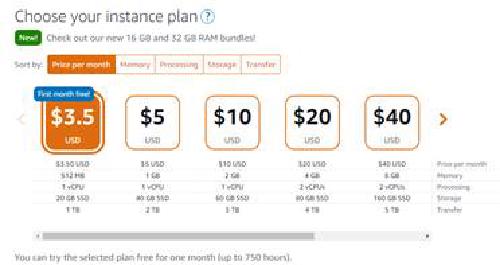 Choose your instance plan ?
New! Check out our new 16 GB and 32 GB RAM bundles!
Sort by: Price per month Memory Processing Storage Transfer
First month free!
$3.5 $5 $10 $20 $40
USD USD USD USD USD
$3.50 USD $5 USD $10 USD $20 USD $40 USD Price per month
512 MB 1 GB 2 GB 4 GB 8 GB Memory
1 vCPU 1 vCPU 1 vCPU 2 vCPUs 2 vCPUs Processing
20 GB SSD 40 GB SSD 60 GB SSD 80 GB SSD 160 GB SSD Storage
1 TB 2 TB 3 TB 4 TB 5 TB Transfer
You can try the selected plan free for one month (up to 750 hours).